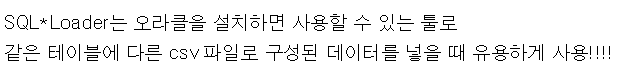 SQL*Loader는 오라클을 설치하면 사용할 수 있는 툴로
같은 테이블에 다른 csv파일로 구성된 데이터를 넣을 때 유용하게 사용!!!!